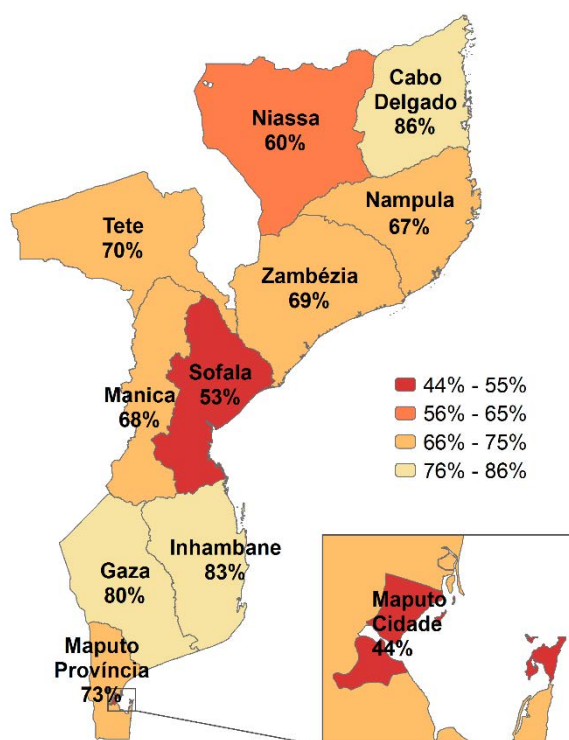 Cabo
Delgado
86%
Niassa
60%
Nampula
67%
Tete
70%
Zambézia
69%
Sofala
53%
Manica
68%
44% - 55%
56% - 65%
66% - 75%
76% - 86%
Inhambane
83%
Gaza
80%
Maputo
Província
73%
Maputo
Cidade
44%